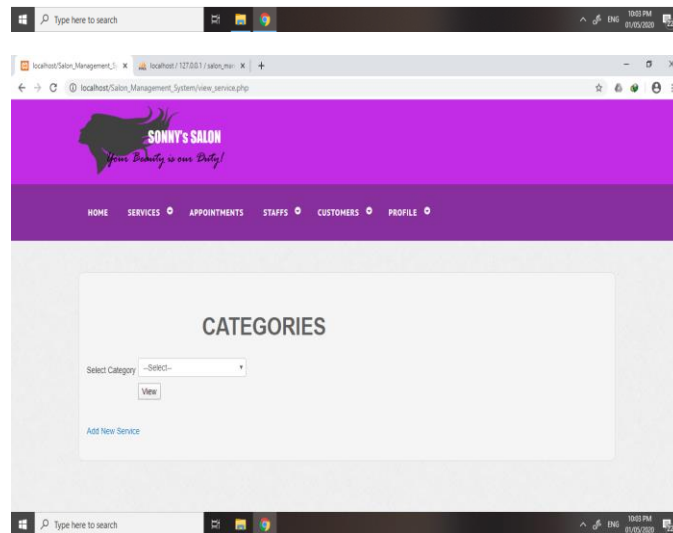 Type here to search
ENG
10:03 PM
01/05/2020
localhost/Salon_Management_S
localhost / 127.0.0.1 / salon_man
localhost/Salon_Management_System/view_service.php
SONNY's SALON
Your Beauty is our Duty!
HOME SERVICES APPOINTMENTS STAFFS CUSTOMERS PROFILE
CATEGORIES
Select Category --Select--
View
Add New Service
Type here to search
ENG
10:03 PM
01/05/2020